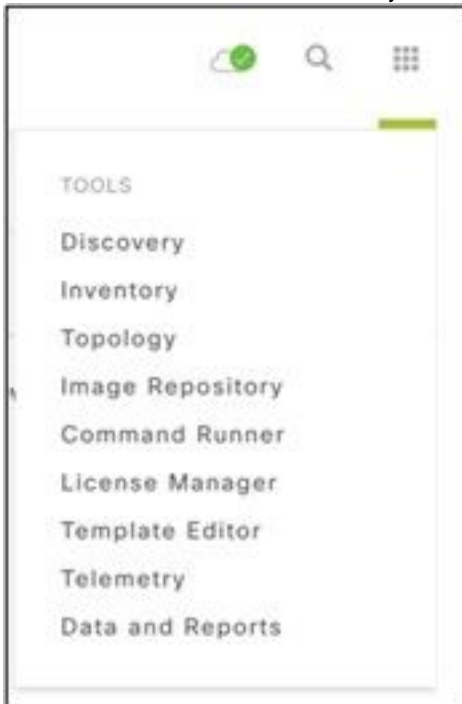 TOOLS
Discovery
Inventory
Topology
Image Repository
Command Runner
License Manager
Template Editor
Telemetry
Data and Reports